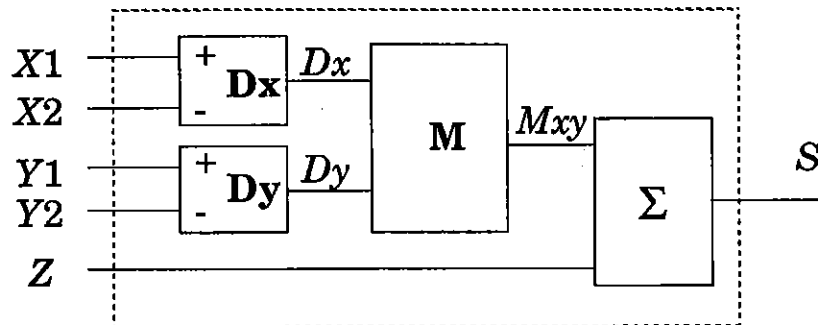 X1
+
Dx
Dx
X2
-
M
Mxy
Y1
+
Dy
Dy
Y2
-
Σ
S
Z